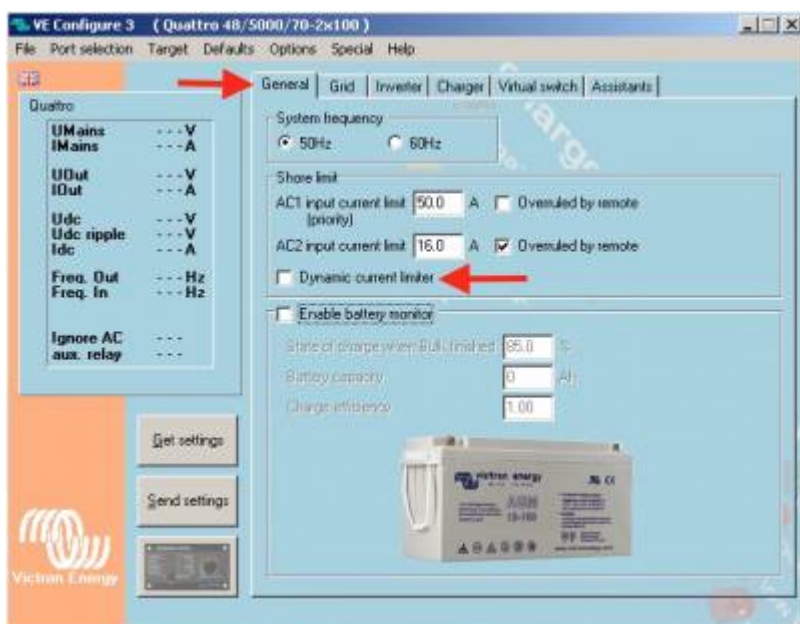 VE Configure 3 ( Quattro 48/5000/70-2x100 )
File Port selection Target Defaults Options Special Help
General Grid Inverter Charger Virtual switch Assistants
Quattro
UMains ---V
IMains ---A
UOut ---V
IOut ---A
Udc ---V
Udc ripple ---V
Idc ---A
Freq. Out ---Hz
Freq. In ---Hz
Ignore AC ---
aux. relay ---
Get settings
Send settings
victron energy
System frequency
50Hz 60Hz
Shore limit
AC1 input current limit 50.0 A Overruled by remote
(priority)
AC2 input current limit 16.0 A Overruled by remote
Dynamic current limiter
Enable battery monitor
State of charge when Bulk finished 85.0 %
Battery capacity 0 Ah
Charge efficiency 1.00
victron energy
AGM